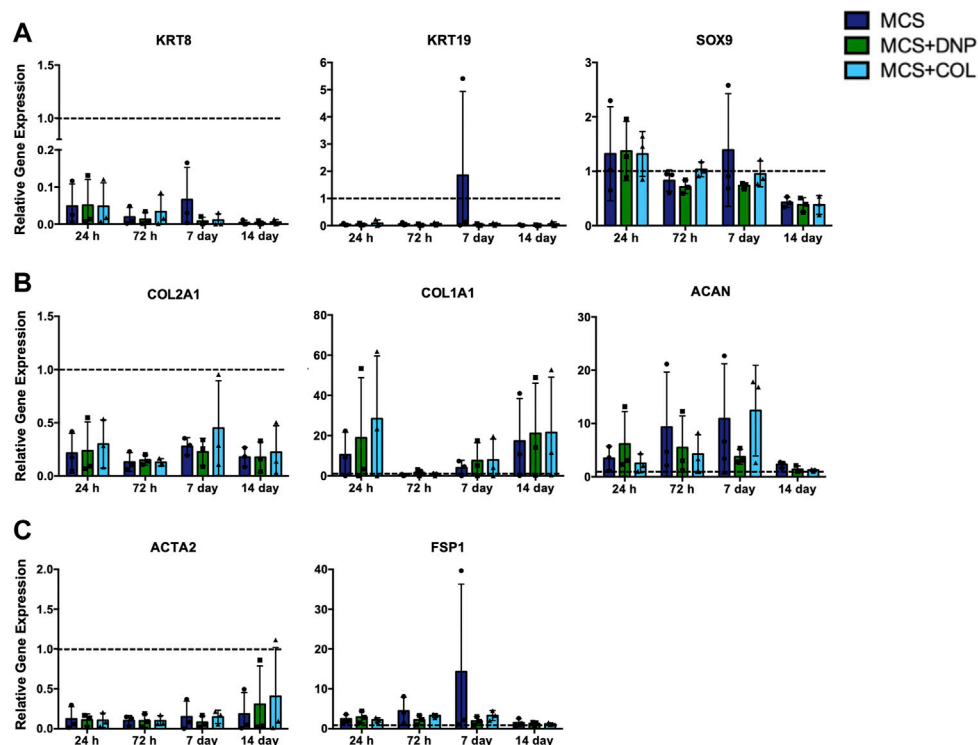 MCS
MCS+DNP
MCS+COL
A
KRT8
Relative Gene Expression
1.5
1.0
0.2
0.1
0.0
24 h 72 h 7 day 14 day
KRT19
6
5
4
3
2
1
0
24 h 72 h 7 day 14 day
SOX9
3
2
1
0
24 h 72 h 7 day 14 day
B
COL2A1
Relative Gene Expression
1.5
1.0
0.5
0.0
24 h 72 h 7 day 14 day
COL1A1
80
60
40
20
0
24 h 72 h 7 day 14 day
ACAN
30
20
10
0
24 h 72 h 7 day 14 day
C
ACTA2
Relative Gene Expression
2.0
1.5
1.0
0.5
0.0
24 h 72 h 7 day 14 day
FSP1
40
30
20
10
0
24 h 72 h 7 day 14 day